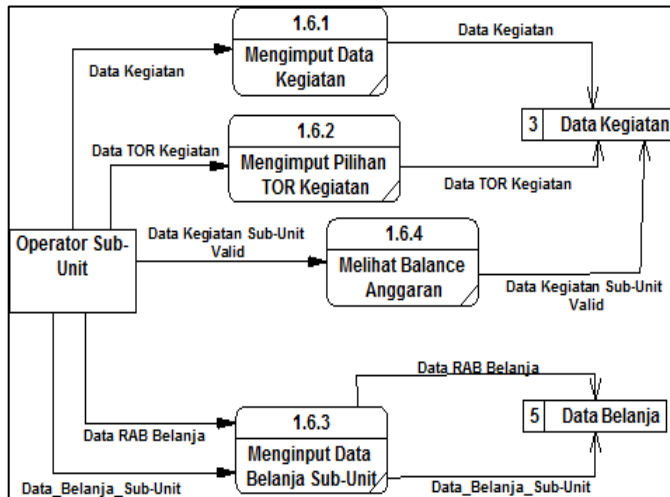 1.6.1
Mengimput Data
Kegiatan
Data Kegiatan
Data Kegiatan
3 Data Kegiatan
1.6.2
Mengimput Pilihan
TOR Kegiatan
Data TOR Kegiatan
Data TOR Kegiatan
Operator Sub-
Unit
Data Kegiatan Sub-Unit
Valid
1.6.4
Melihat Balance
Anggaran
Data Kegiatan Sub-Unit
Valid
Data RAB Belanja
5 Data Belanja
1.6.3
Menginput Data
Belanja Sub-Unit
Data RAB Belanja
Data_Belanja_Sub-Unit
Data_Belanja_Sub-Unit